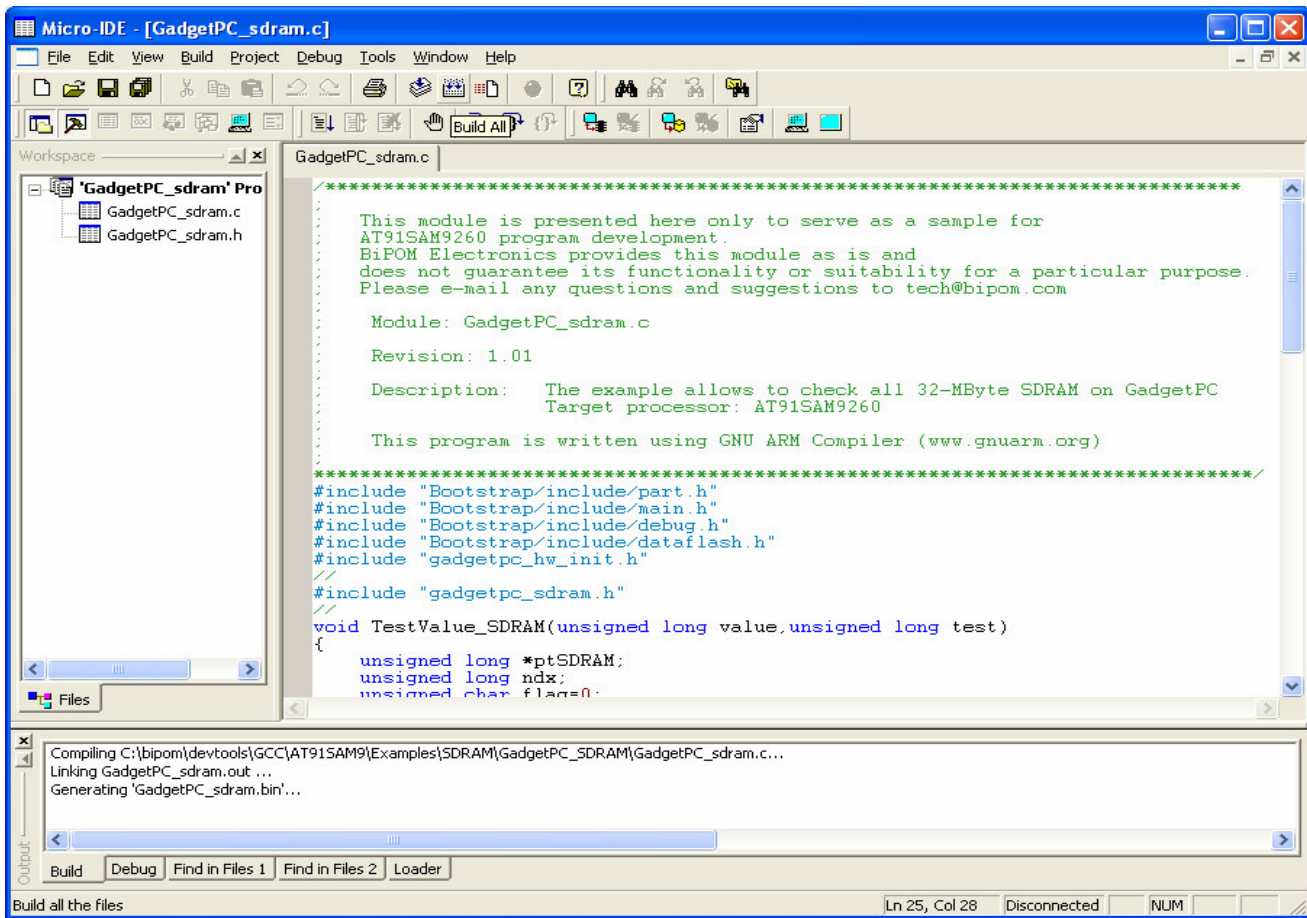 Micro-IDE - [GadgetPC_sdram.c]
File Edit View Build Project Debug Tools Window Help
Build All
Workspace
GadgetPC_sdram.c
'GadgetPC_sdram' Pro
GadgetPC_sdram.c
GadgetPC_sdram.h
/*******************************************************************************
;
; This module is presented here only to serve as a sample for
; AT91SAM9260 program development.
; BiPOM Electronics provides this module as is and
; does not guarantee its functionality or suitability for a particular purpose.
; Please e-mail any questions and suggestions to tech@bipom.com
;
; Module: GadgetPC_sdram.c
;
; Revision: 1.01
;
; Description: The example allows to check all 32-MByte SDRAM on GadgetPC
; Target processor: AT91SAM9260
;
; This program is written using GNU ARM Compiler (www.gnuarm.org)
;
********************************************************************************/
#include "Bootstrap/include/part.h"
#include "Bootstrap/include/main.h"
#include "Bootstrap/include/debug.h"
#include "Bootstrap/include/dataflash.h"
#include "gadgetpc_hw_init.h"
//
#include "gadgetpc_sdram.h"
//
void TestValue_SDRAM(unsigned long value,unsigned long test)
{
unsigned long *ptSDRAM;
unsigned long ndx;
unsigned char flag=0;
Files
Compiling C:\bipom\devtools\GCC\AT91SAM9\Examples\SDRAM\GadgetPC_SDRAM\GadgetPC_sdram.c...
Linking GadgetPC_sdram.out ...
Generating 'GadgetPC_sdram.bin'...
Output
Build Debug Find in Files 1 Find in Files 2 Loader
Build all the files Ln 25, Col 28 Disconnected NUM